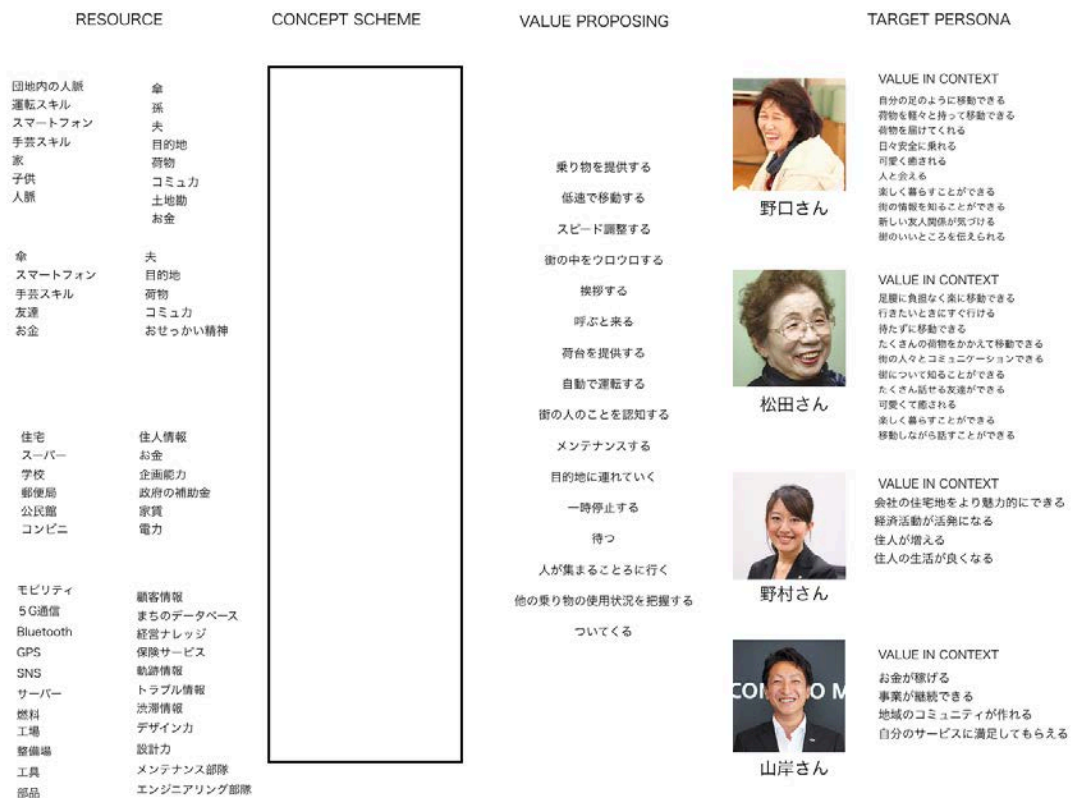 RESOURCE
CONCEPT SCHEME
VALUE PROPOSING
TARGET PERSONA
団地内の人脈
運転スキル
スマートフォン
手芸スキル
家
子供
人脈
傘
孫
夫
目的地
荷物
コミュ力
土地勘
お金
傘
スマートフォン
手芸スキル
友達
お金
夫
目的地
荷物
コミュ力
おせっかい精神
住宅
スーパー
学校
郵便局
公民館
コンビニ
住人情報
お金
企画能力
政府の補助金
家賃
電力
モビリティ
5G通信
Bluetooth
GPS
SNS
サーバー
燃料
工場
整備場
工具
部品
顧客情報
まちのデータベース
経営ナレッジ
保険サービス
軌跡情報
トラブル情報
渋滞情報
デザイン力
設計力
メンテナンス部隊
エンジニアリング部隊
乗り物を提供する
低速で移動する
スピード調整する
街の中をウロウロする
挨拶する
呼ぶと来る
荷台を提供する
自動で運転する
街の人のことを認知する
メンテナンスする
目的地に連れていく
一時停止する
待つ
人が集まることろに行く
他の乗り物の使用状況を把握する
ついてくる
野口さん
VALUE IN CONTEXT
自分の足のように移動できる
荷物を軽々と持って移動できる
荷物を届けてくれる
日々安全に乗れる
可愛く癒される
人と会える
楽しく暮らすことができる
街の情報を知ることができる
新しい友人関係が気づける
街のいいところを伝えられる
松田さん
VALUE IN CONTEXT
足腰に負担なく楽に移動できる
行きたいときにすぐ行ける
待たずに移動できる
たくさんの荷物をかかえて移動できる
街の人々とコミュニケーションできる
街について知ることができる
たくさん話せる友達ができる
可愛くて癒される
楽しく暮らすことができる
移動しながら話すことができる
野村さん
VALUE IN CONTEXT
会社の住宅地をより魅力的にできる
経済活動が活発になる
住人が増える
住人の生活が良くなる
山岸さん
VALUE IN CONTEXT
お金が稼げる
事業が継続できる
地域のコミュニティが作れる
自分のサービスに満足してもらえる